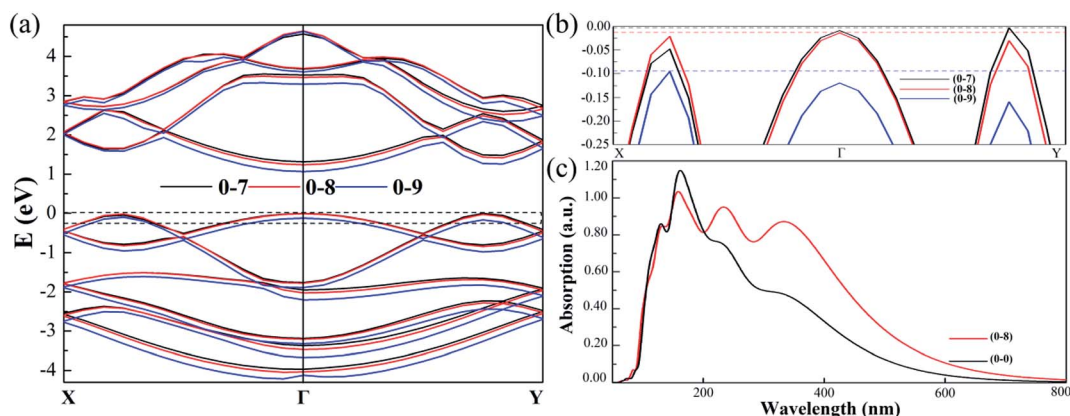 (a)
E (eV)
4
3
2
1
0
-1
-2
-3
-4
0-7 0-8 0-9
X Γ Y
(b)
0.00
-0.05
-0.10
-0.15
-0.20
-0.25
(0-7)
(0-8)
(0-9)
X Γ Y
(c)
Absorption (a.u.)
1.20
1.00
0.80
0.60
0.40
0.20
0.00
(0-8)
(0-0)
200 400 600 800
Wavelength (nm)